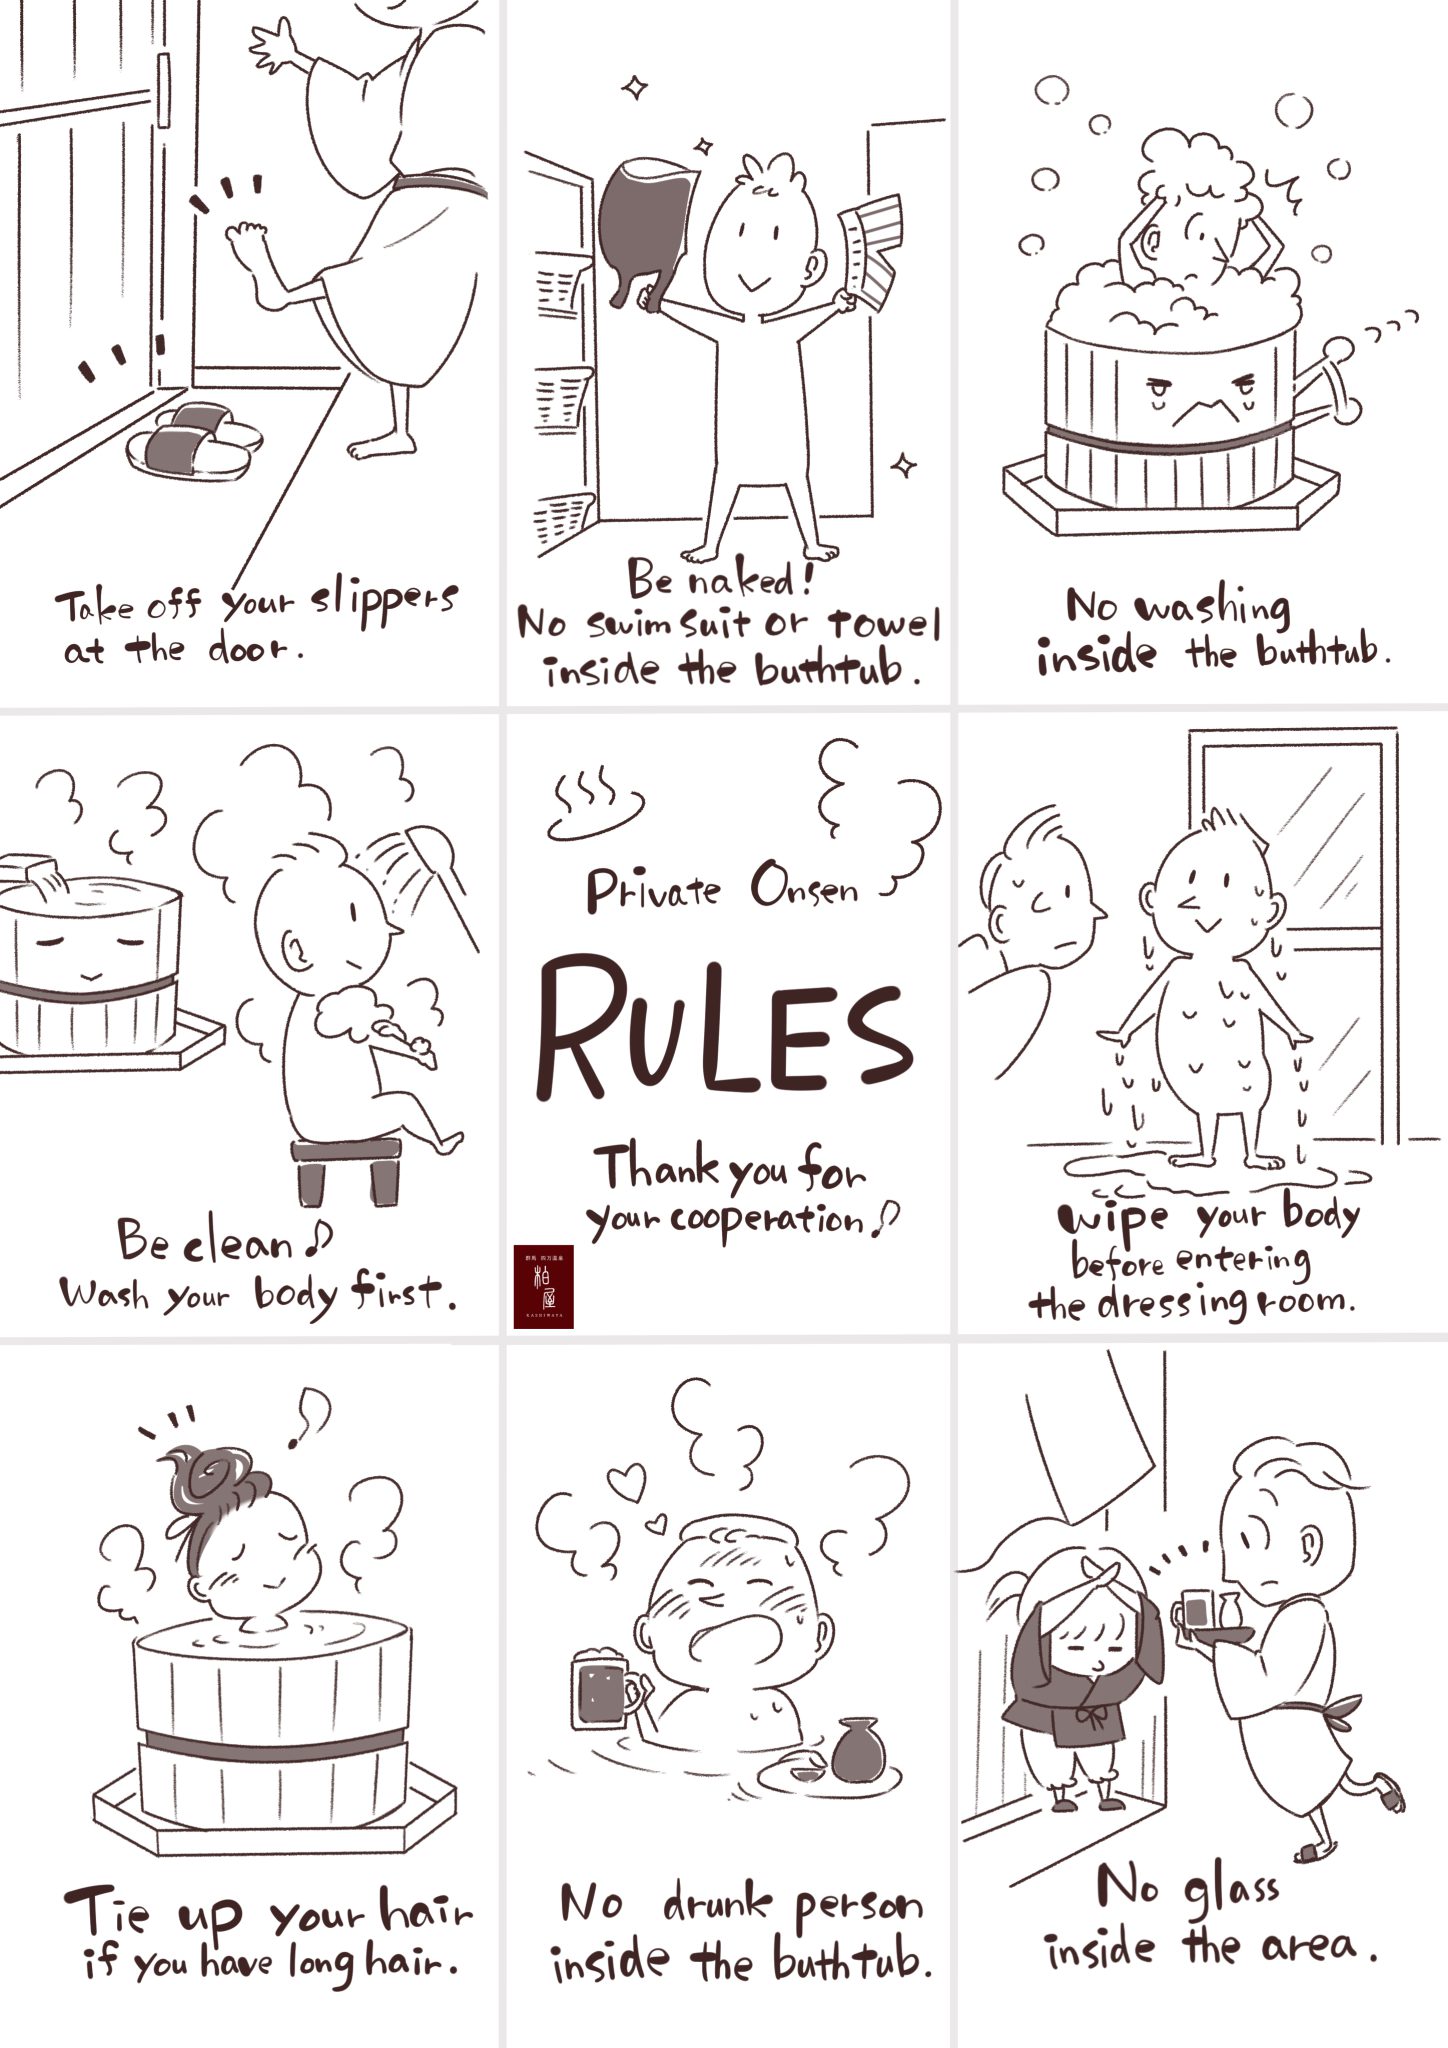 Take off your slippers
at the door.
Be naked!
No swim suit or towel
inside the buthtub.
No washing
inside the buthtub.
Be clean♪
Wash your body first.
Private Onsen
RULES
Thank you for
your cooperation♪
群馬 四万温泉
柏屋
KASHIWAYA
wipe your body
before entering
the dressing room.
Tie up your hair
if you have long hair.
No drunk person
inside the buthtub.
No glass
inside the area.